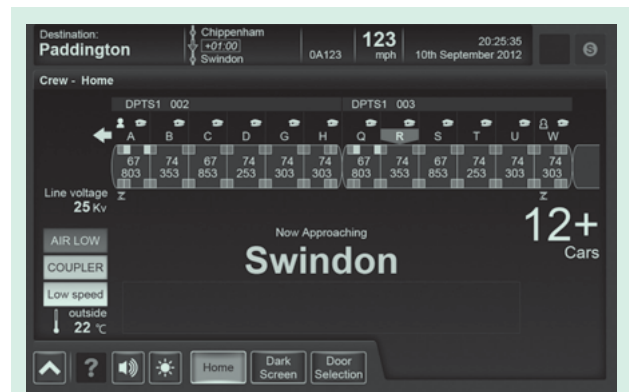 Destination:
Paddington
Chippenham
+01:00
Swindon
0A123
123
mph
20:25:35
10th September 2012
S
Crew - Home
DPTS1 002
DPTS1 003
A B C D G H Q R S T U W
67 74 67 74 74 74 67 74 67 74 74 74
803 353 853 253 303 303 803 353 853 253 303 303
Line voltage
25 Kv
Z
Z
12+
Cars
AIR LOW
COUPLER
Low speed
outside
22 °C
Now Approaching
Swindon
?
Home
Dark
Screen
Door
Selection